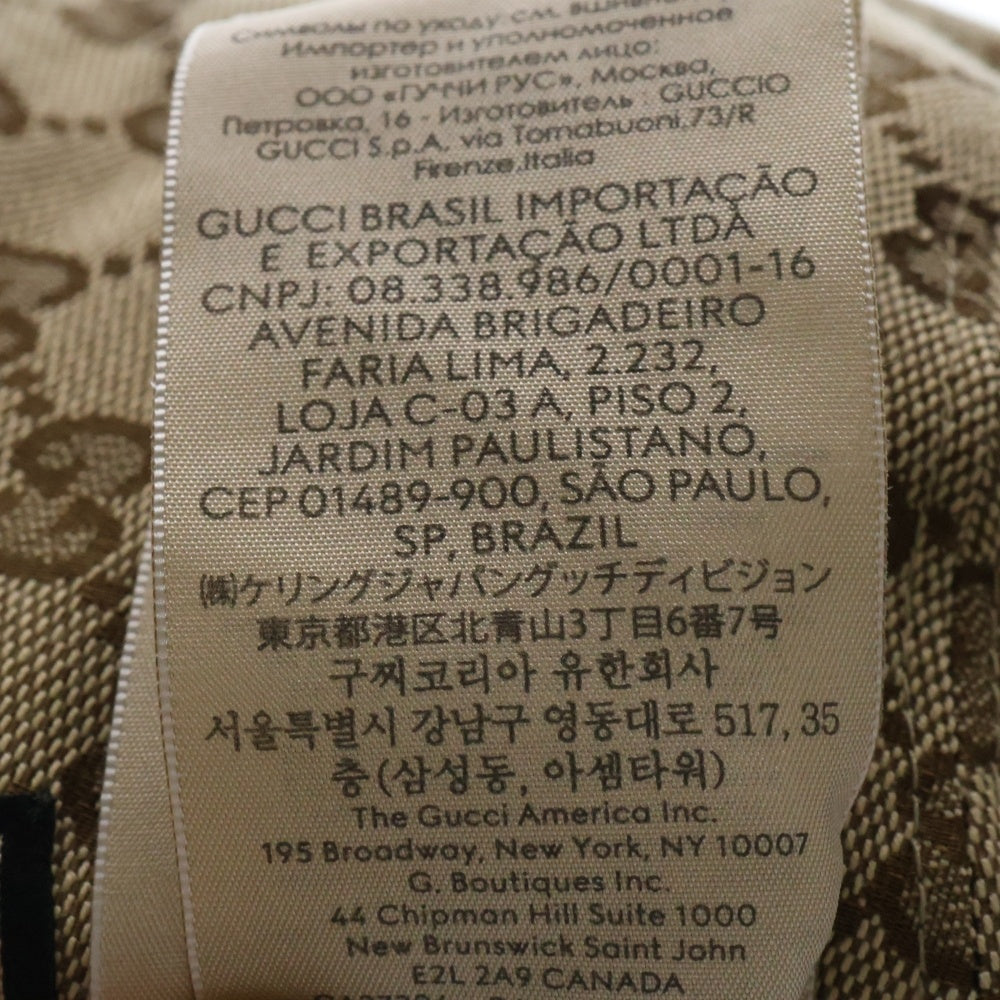 СИМВОЛЫ ПО УХОДУ СМ.
Импортер и уполномоченное
изготовителем лицо:
ООО «ГУЧЧИ РУС», Москва,
Петровка, 16 - Изготовитель : GUCCIO
GUCCI S.p.A. via Tornabuoni.73/R
Firenze.Italia
GUCCI BRASIL IMPORTAÇÃO
E EXPORTAÇÃO LTDA
CNPJ: 08.338.986/0001-16
AVENIDA BRIGADEIRO
FARIA LIMA, 2.232,
LOJA C-03 A, PISO 2,
JARDIM PAULISTANO,
CEP 01489-900, SÃO PAULO,
SP, BRAZIL
㈱ケリングジャパングッチディビジョン
東京都港区北青山3丁目6番7号
구찌코리아 유한회사
서울특별시 강남구 영동대로 517, 35
층(삼성동, 아셈타워)
The Gucci America Inc.
195 Broadway, New York, NY 10007
G. Boutiques Inc.
44 Chipman Hill Suite 1000
New Brunswick Saint John
E2L 2A9 CANADA